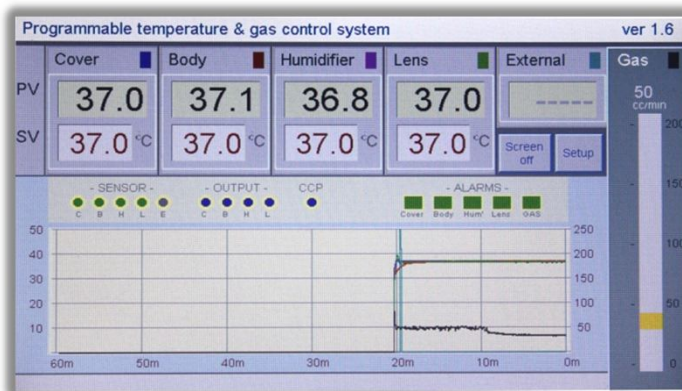 Programmable temperature & gas control system ver 1.6
Cover Body Humidifier Lens External Gas
PV 37.0 37.1 36.8 37.0 -----
50
cc/min
SV 37.0 °C 37.0 °C 37.0 °C 37.0 °C Screen off Setup
200
- SENSOR - - OUTPUT - CCP - ALARMS -
C B H L E C B H L Cover Body Hum' Lens GAS
150
50 250
40 200
30 150
20 100
10 50
100
50
0
60m 50m 40m 30m 20m 10m 0m